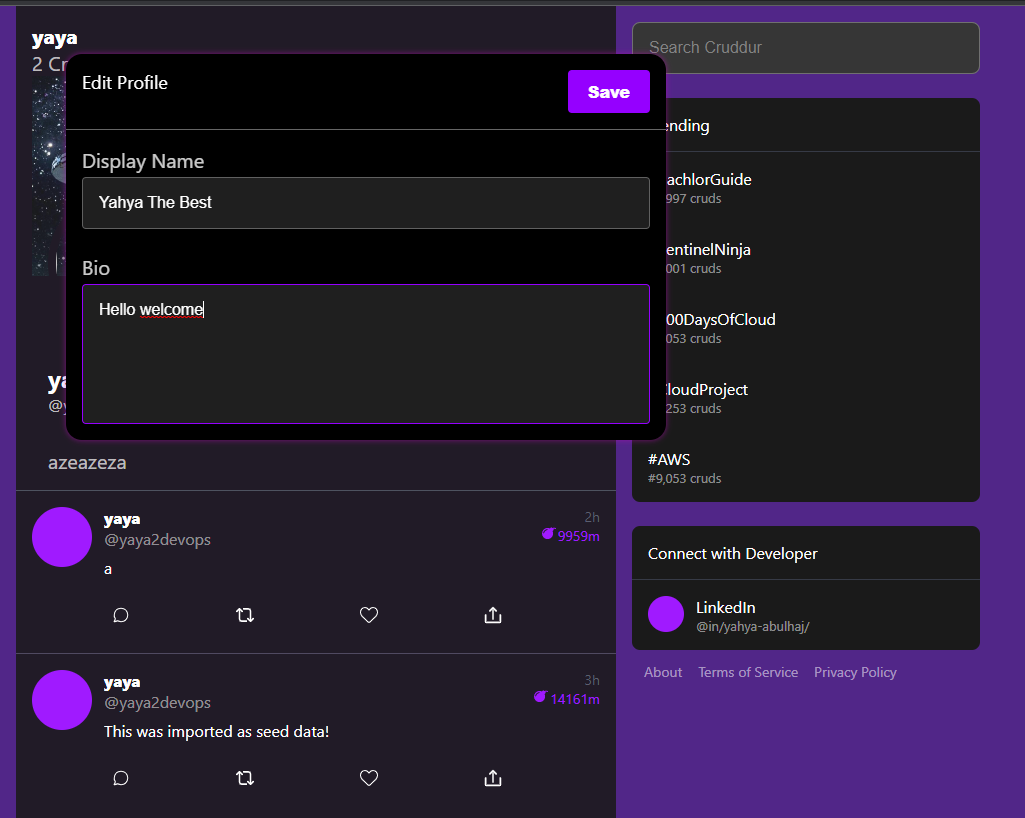 yaya
2 Cr
Edit Profile
Save
Display Name
Yahya The Best
Bio
Hello welcome
ya
@y
azeazeza
yaya
2h
@yaya2devops
9959m
a
yaya
3h
@yaya2devops
14161m
This was imported as seed data!
Search Cruddur
ending
achlorGuide
997 cruds
entinelNinja
001 cruds
00DaysOfCloud
053 cruds
CloudProject
253 cruds
#AWS
#9,053 cruds
Connect with Developer
LinkedIn
@in/yahya-abulhaj/
About Terms of Service Privacy Policy